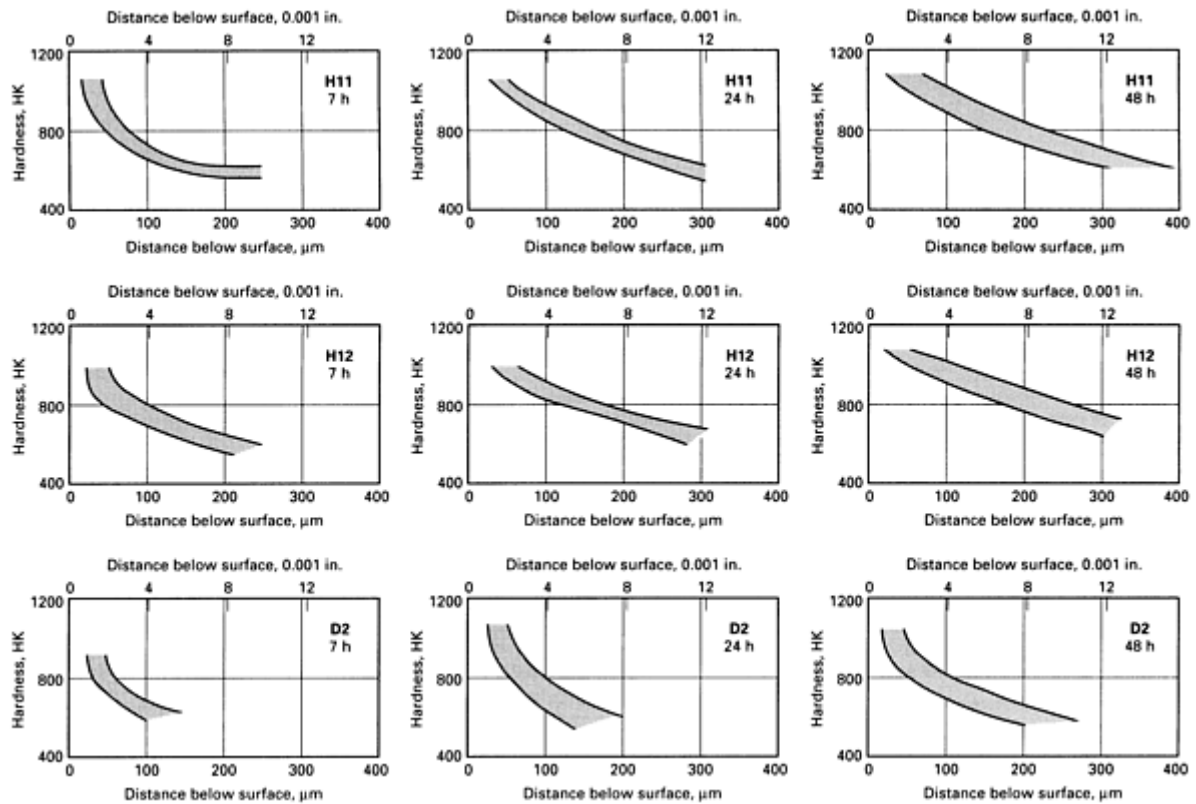 Distance below surface, 0.001 in. Distance below surface, 0.001 in. Distance below surface, 0.001 in.
0 4 8 12 0 4 8 12 0 4 8 12
1200 1200 1200
H11 H11 H11
7 h 24 h 48 h
Hardness, HK Hardness, HK Hardness, HK
800 800 800
400 400 400
0 100 200 300 400 0 100 200 300 400 0 100 200 300 400
Distance below surface, µm Distance below surface, µm Distance below surface, µm
Distance below surface, 0.001 in. Distance below surface, 0.001 in. Distance below surface, 0.001 in.
0 4 8 12 0 4 8 12 0 4 8 12
1200 1200 1200
H12 H12 H12
7 h 24 h 48 h
Hardness, HK Hardness, HK Hardness, HK
800 800 800
400 400 400
0 100 200 300 400 0 100 200 300 400 0 100 200 300 400
Distance below surface, µm Distance below surface, µm Distance below surface, µm
Distance below surface, 0.001 in. Distance below surface, 0.001 in. Distance below surface, 0.001 in.
0 4 8 12 0 4 8 12 0 4 8 12
1200 1200 1200
D2 D2 D2
7 h 24 h 48 h
Hardness, HK Hardness, HK Hardness, HK
800 800 800
400 400 400
0 100 200 300 400 0 100 200 300 400 0 100 200 300 400
Distance below surface, µm Distance below surface, µm Distance below surface, µm